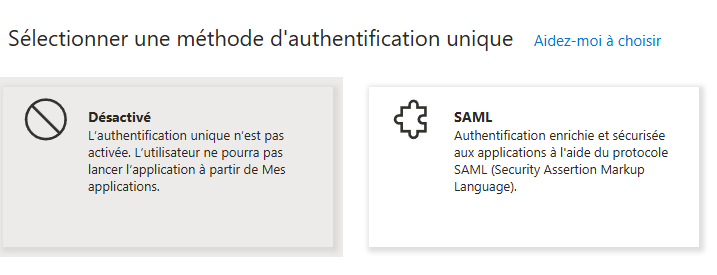 Sélectionner une méthode d'authentification unique Aidez-moi à choisir
Désactivé
L'authentification unique n'est pas
activée. L'utilisateur ne pourra pas
lancer l'application à partir de Mes
applications.
SAML
Authentification enrichie et sécurisée
aux applications à l'aide du protocole
SAML (Security Assertion Markup
Language).